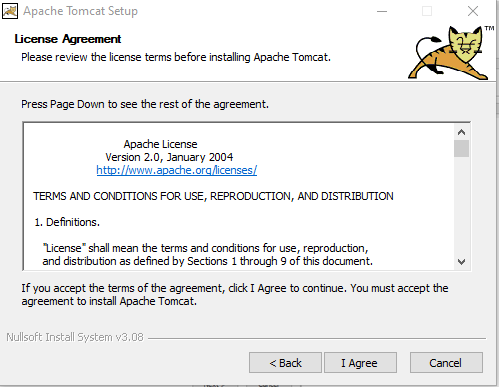 Apache Tomcat Setup
License Agreement
Please review the license terms before installing Apache Tomcat.
TM
Press Page Down to see the rest of the agreement.
Apache License
Version 2.0, January 2004
http://www.apache.org/licenses/
TERMS AND CONDITIONS FOR USE, REPRODUCTION, AND DISTRIBUTION
1. Definitions.
"License" shall mean the terms and conditions for use, reproduction,
and distribution as defined by Sections 1 through 9 of this document.
If you accept the terms of the agreement, click I Agree to continue. You must accept the
agreement to install Apache Tomcat.
Nullsoft Install System v3.08
< Back
I Agree
Cancel